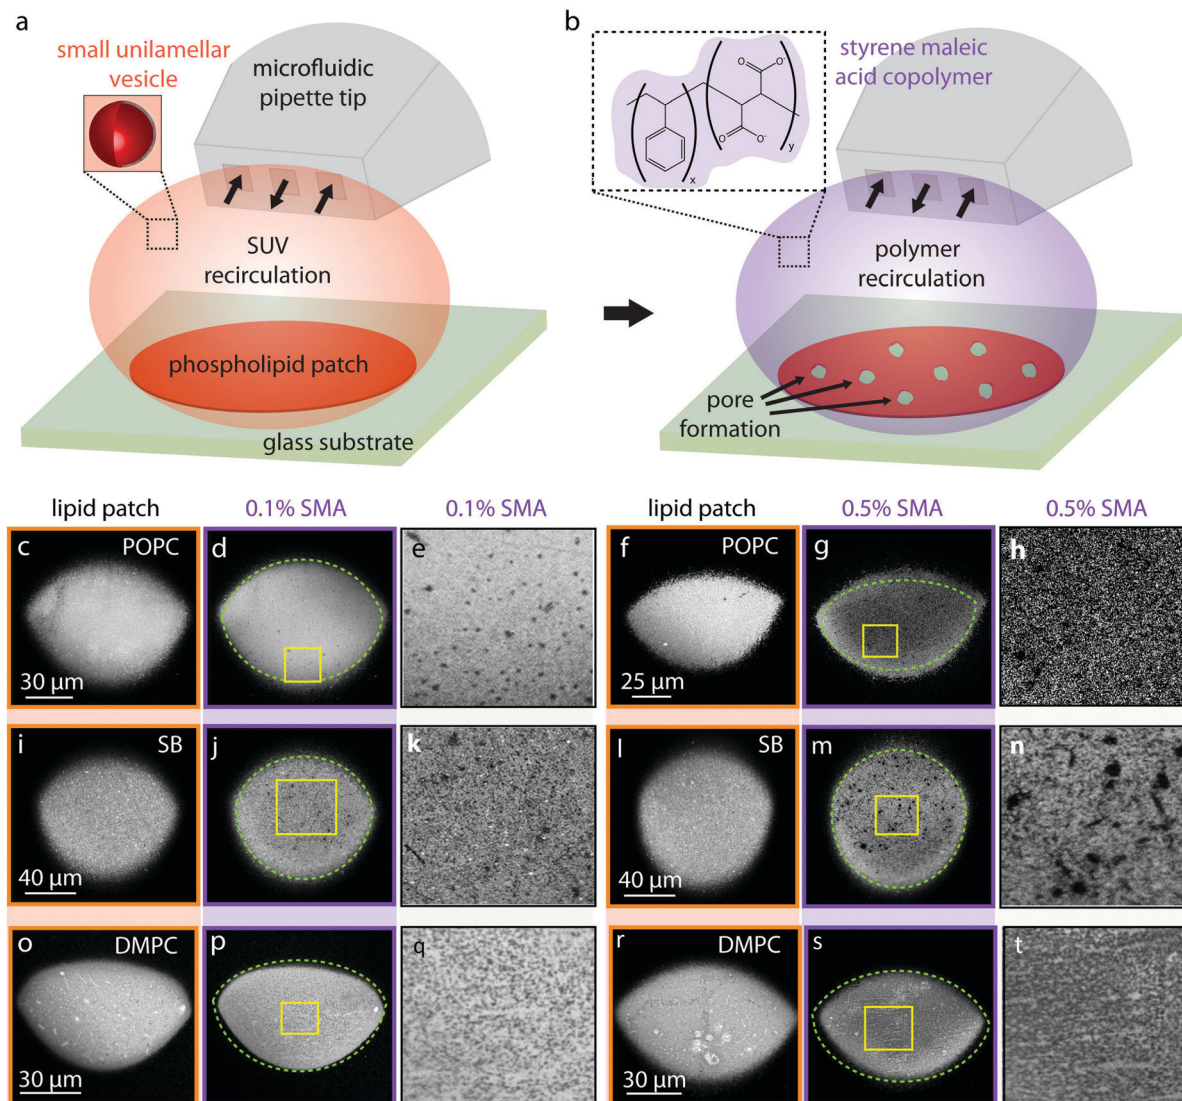 a
small unilamellar
vesicle
microfluidic
pipette tip
SUV
recirculation
phospholipid patch
glass substrate
b
styrene maleic
acid copolymer
O
O⁻
O
O⁻
x
y
polymer
recirculation
pore
formation
lipid patch
0.1% SMA
0.1% SMA
lipid patch
0.5% SMA
0.5% SMA
c
POPC
30 µm
d
e
f
POPC
25 µm
g
h
i
SB
40 µm
j
k
l
SB
40 µm
m
n
o
DMPC
30 µm
p
q
r
DMPC
30 µm
s
t